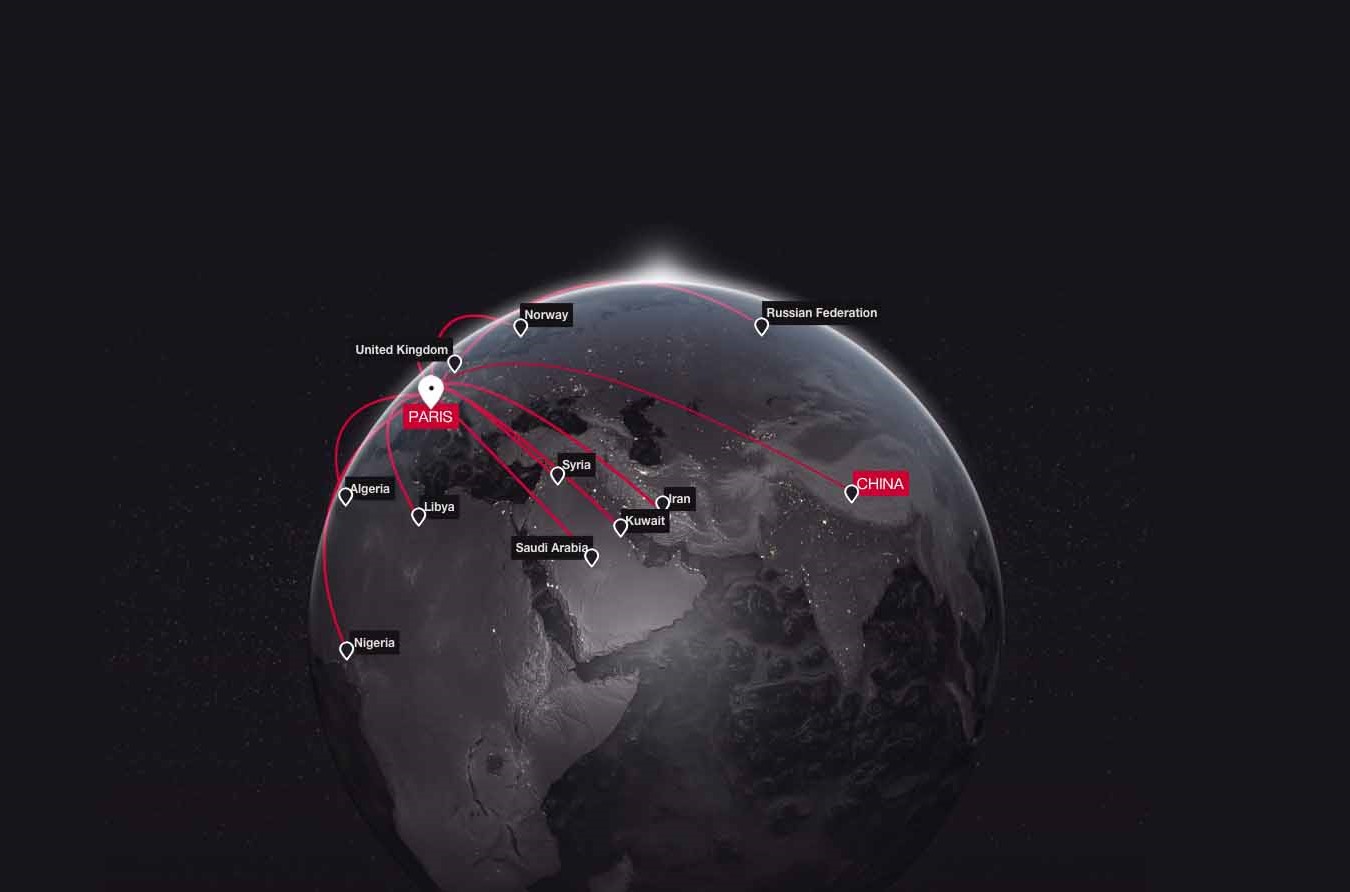 Norway
Russian Federation
United Kingdom
PARIS
Syria
CHINA
Algeria
Iran
Libya
Kuwait
Saudi Arabia
Nigeria